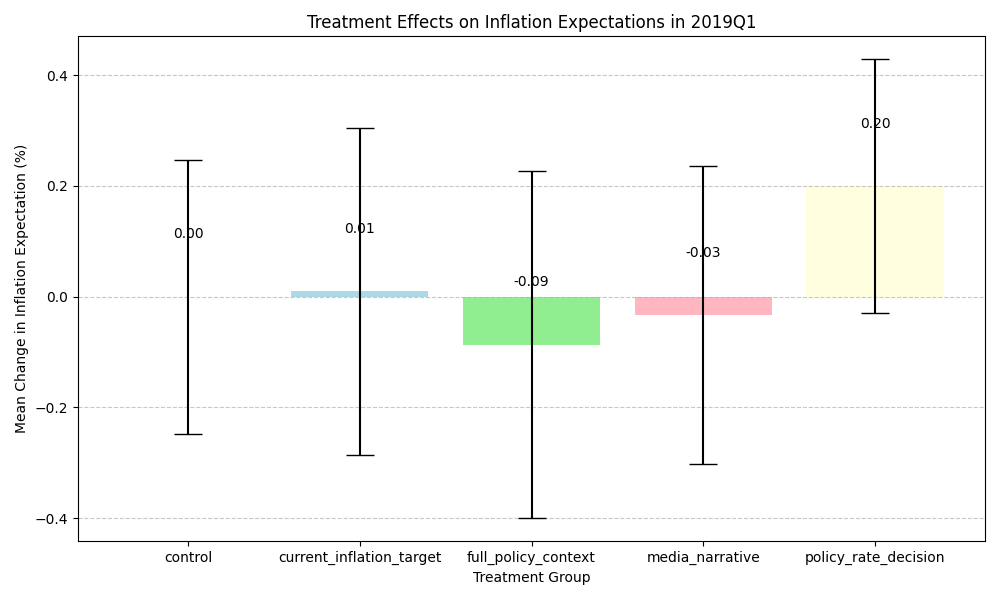 Treatment Effects on Inflation Expectations in 2019Q1
Mean Change in Inflation Expectation (%)
0.4
0.2
0.0
−0.2
−0.4
0.00
0.01
-0.09
-0.03
0.20
control
current_inflation_target
full_policy_context
media_narrative
policy_rate_decision
Treatment Group